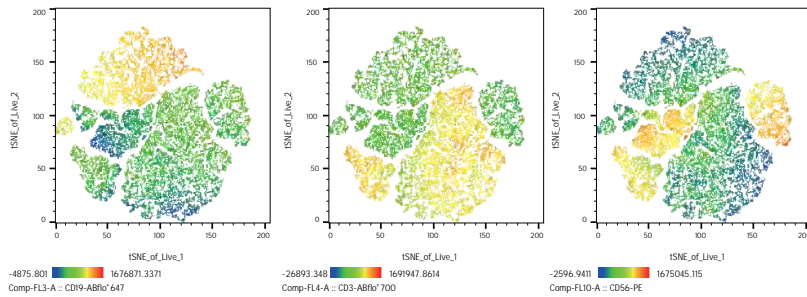 200
150
100
50
0
tSNE_of_Live_2
0 50 100 150 200
tSNE_of_Live_1
-4875.801 1676871.3371
Comp-FL3-A :: CD19-ABflo® 647
200
150
100
50
0
tSNE_of_Live_2
0 50 100 150 200
tSNE_of_Live_1
-26893.348 1691947.8614
Comp-FL4-A :: CD3-ABflo® 700
200
150
100
50
0
tSNE_of_Live_2
0 50 100 150 200
tSNE_of_Live_1
-2596.9411 1675045.115
Comp-FL10-A :: CD56-PE